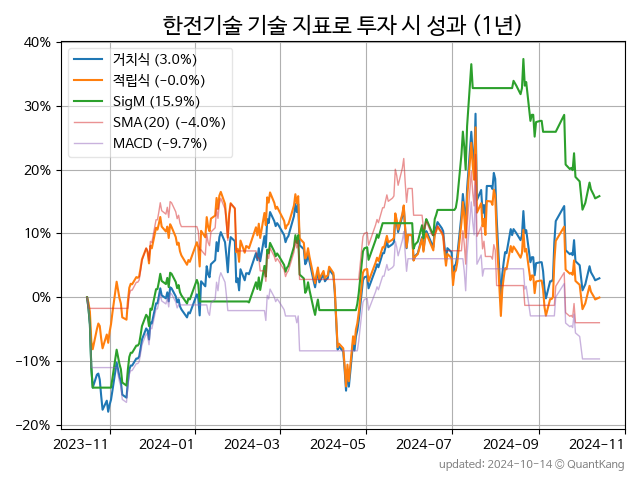 한전기술 기술 지표로 투자 시 성과 (1년)
40%
30%
20%
10%
0%
−10%
−20%
거치식 (3.0%)
적립식 (−0.0%)
SigM (15.9%)
SMA(20) (−4.0%)
MACD (−9.7%)
2023-11 2024-01 2024-03 2024-05 2024-07 2024-09 2024-11
updated: 2024-10-14 © QuantKang